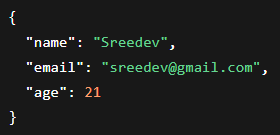 {
"name": "Sreedev",
"email": "sreedev@gmail.com",
"age": 21
}